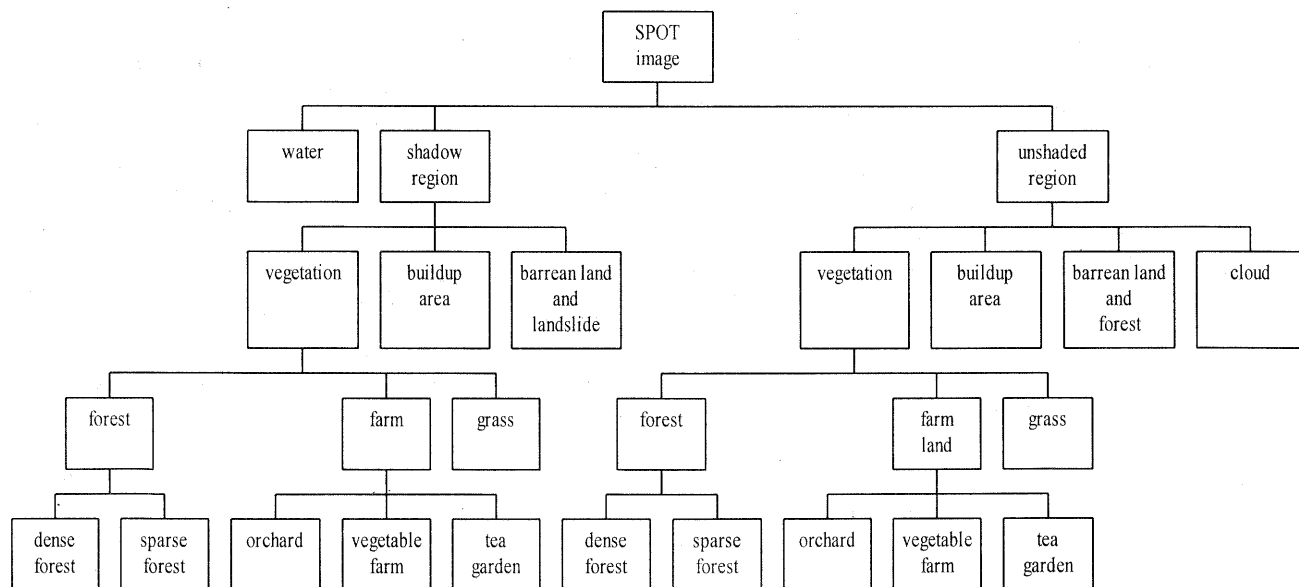 SPOT
image
water
shadow
region
unshaded
region
vegetation
buildup
area
barrean land
and
landslide
vegetation
buildup
area
barrean land
and
forest
cloud
forest
farm
grass
forest
farm
land
grass
dense
forest
sparse
forest
orchard
vegetable
farm
tea
garden
dense
forest
sparse
forest
orchard
vegetable
farm
tea
garden